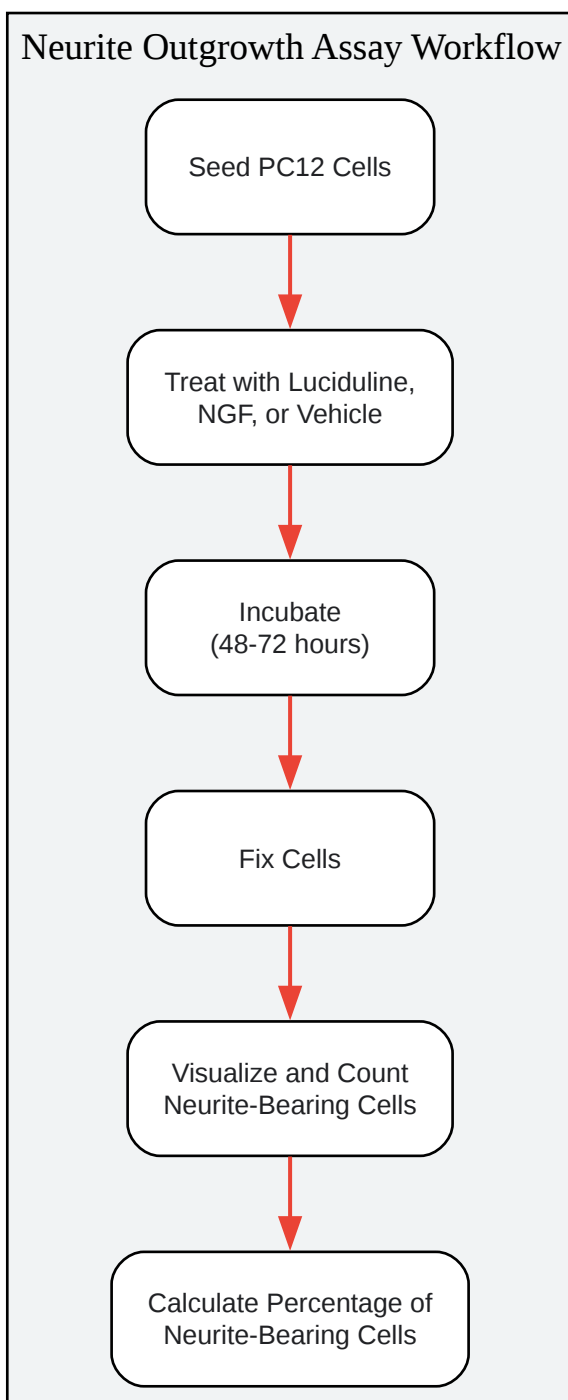 Neurite Outgrowth Assay Workflow
Seed PC12 Cells
Treat with Luciduline,
NGF, or Vehicle
Incubate
(48-72 hours)
Fix Cells
Visualize and Count
Neurite-Bearing Cells
Calculate Percentage of
Neurite-Bearing Cells